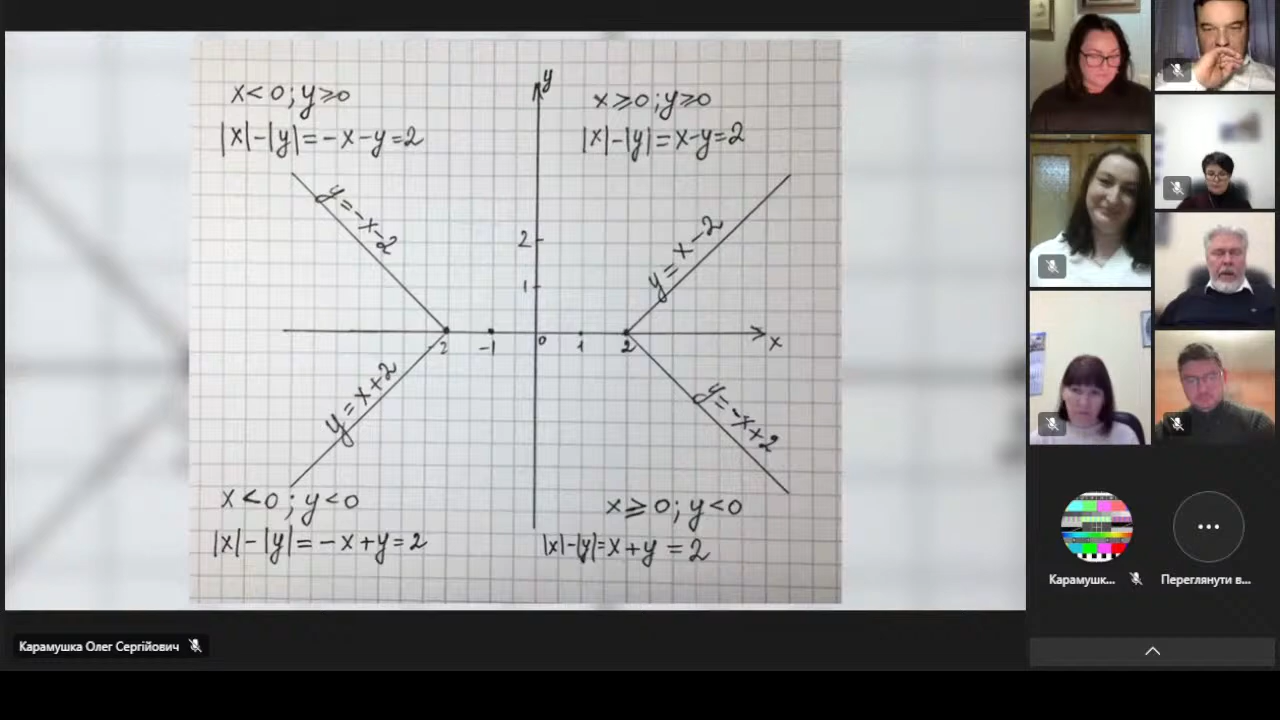 x<0; y≥0
|x|-|y|=-x-y=2
y
x≥0; y≥0
|x|-|y|=x-y=2
y=-x-2
2
y=x-2
1
-2
-1
0
1
2
x
y=x+2
y=-x+2
x<0; y<0
|x|-|y|=-x+y=2
x≥0; y<0
|x|-|y|=x+y=2
Карамушк...
Переглянути в...
Карамушка Олег Сергійович